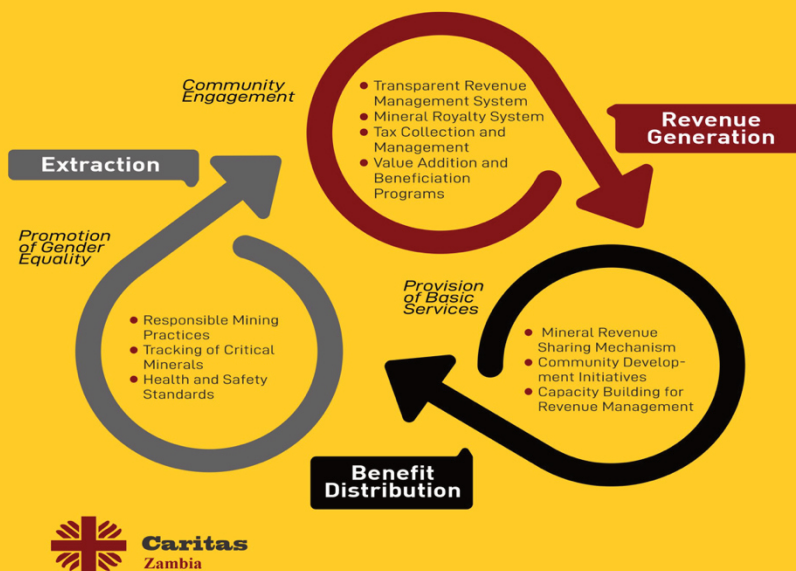 Community
Engagement
Transparent Revenue
Management System
Mineral Royalty System
Tax Collection and
Management
Value Addition and
Beneficiation
Programs
Revenue
Generation
Extraction
Promotion
of Gender
Equality
Responsible Mining
Practices
Tracking of Critical
Minerals
Health and Safety
Standards
Provision
of Basic
Services
Mineral Revenue
Sharing Mechanism
Community Develop-
ment Initiatives
Capacity Building for
Revenue Management
Benefit
Distribution
Caritas
Zambia